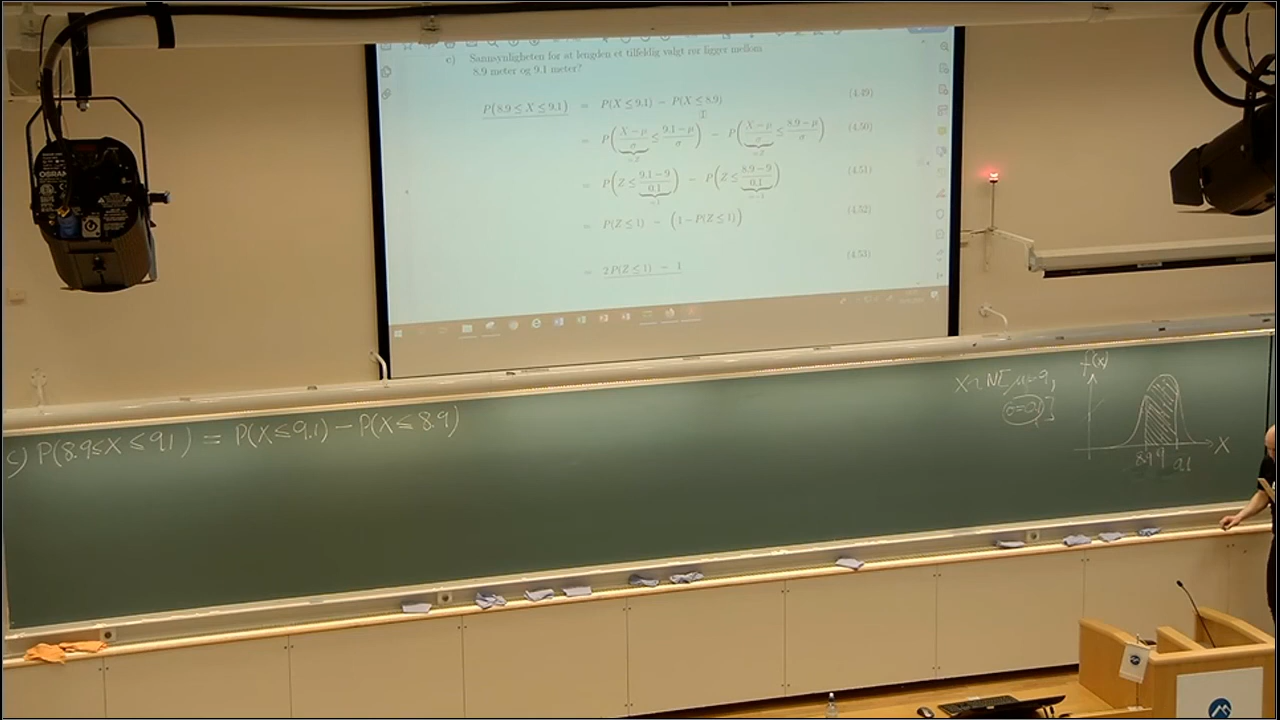 c) Sannsynligheten for at lengden et tilfeldig valgt rør ligger mellom
8.9 meter og 9.1 meter?
P(8.9 ≤ X ≤ 9.1) = P(X ≤ 9.1) − P(X ≤ 8.9) (4.49)
= P( X − μ / σ ≤ 9.1 − μ / σ ) − P( X − μ / σ ≤ 8.9 − μ / σ ) (4.50)
= P( Z ≤ 9.1 − 9 / 0.1 ) − P( Z ≤ 8.9 − 9 / 0.1 ) (4.51)
= P(Z ≤ 1) − (1 − P(Z ≤ 1)) (4.52)
= 2P(Z ≤ 1) − 1 (4.53)
c) P(8.9 ≤ X ≤ 9.1) = P(X ≤ 9.1) − P(X ≤ 8.9)
X ~ N[μ=9,
σ=0.1]
f(x)
X
8.9 9 9.1
OSRAM